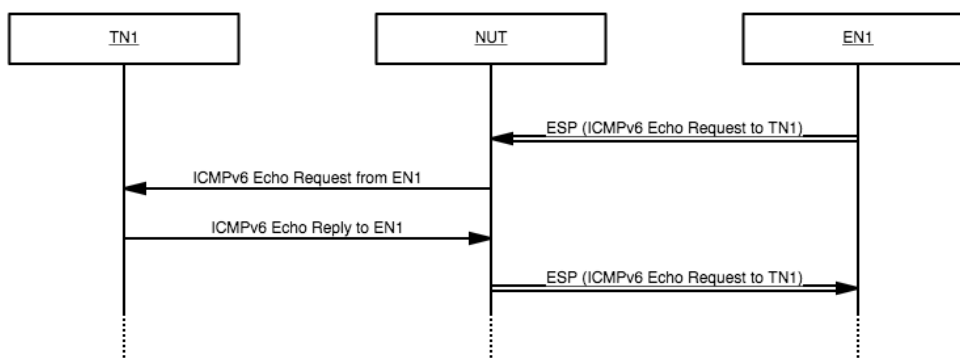 TN1
NUT
EN1
ESP (ICMPv6 Echo Request to TN1)
ICMPv6 Echo Request from EN1
ICMPv6 Echo Reply to EN1
ESP (ICMPv6 Echo Request to TN1)